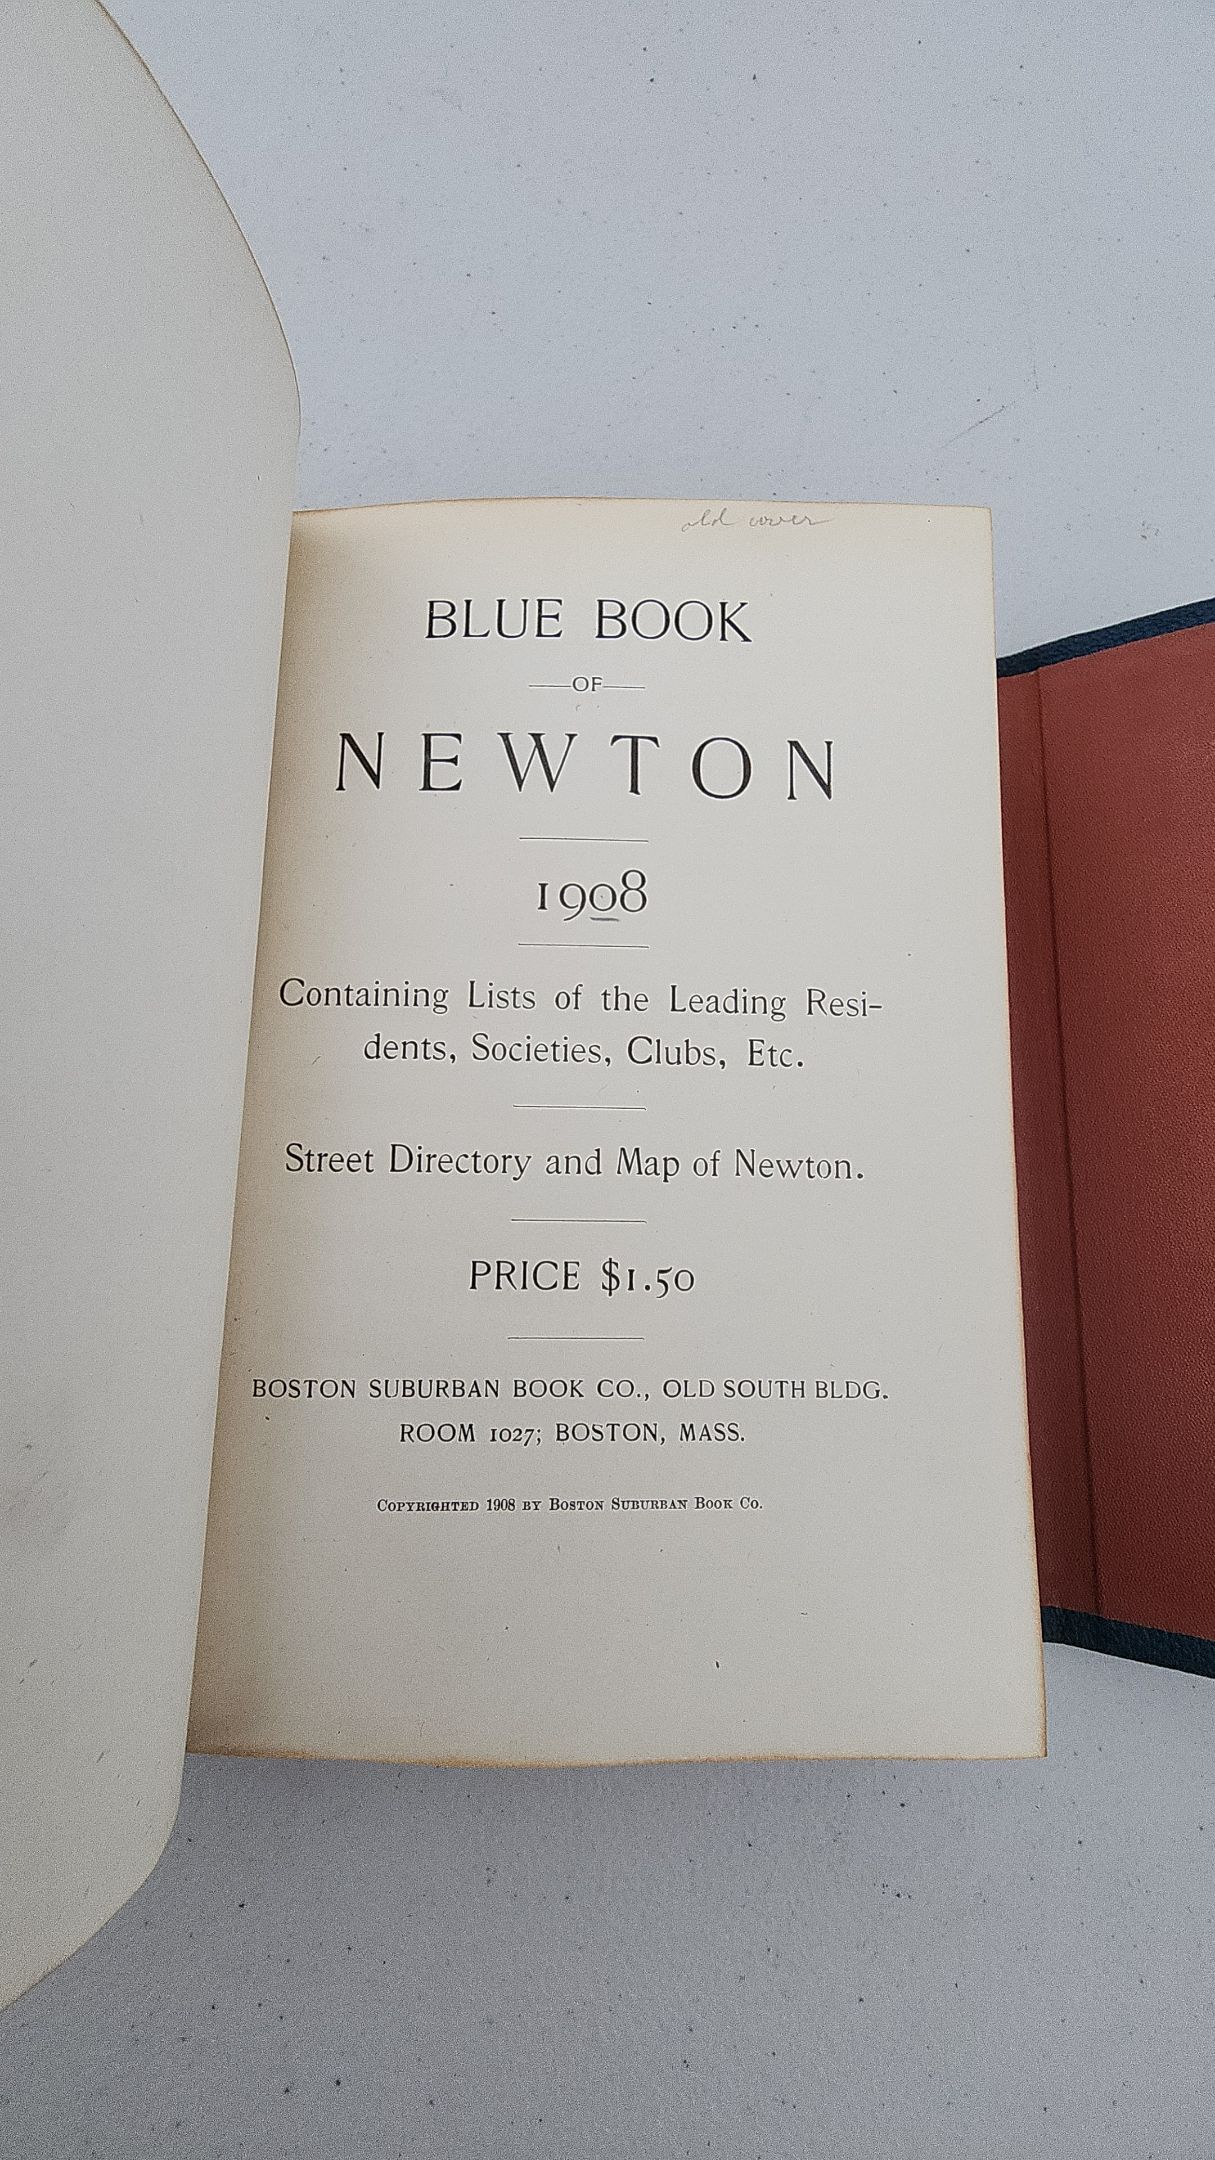 old cover
BLUE BOOK
—OF—
NEWTON
1908
Containing Lists of the Leading Resi-
dents, Societies, Clubs, Etc.
Street Directory and Map of Newton.
PRICE $1.50
BOSTON SUBURBAN BOOK CO., OLD SOUTH BLDG.
ROOM 1027; BOSTON, MASS.
COPYRIGHTED 1908 BY BOSTON SUBURBAN BOOK CO.